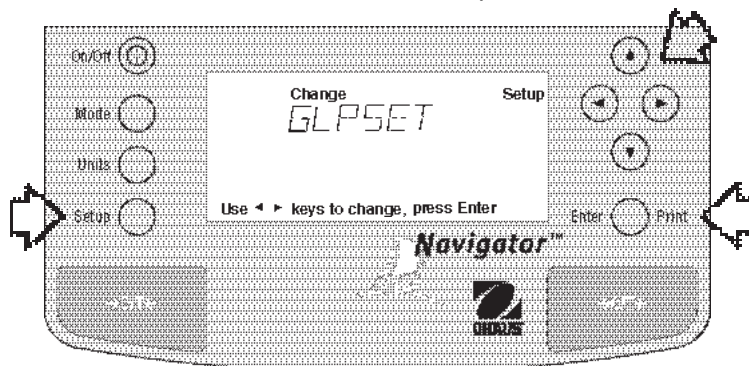 On/Off
Mode
Units
Setup
Change Setup
GLPSET
Use ◄ ► keys to change, press Enter
Enter Print
Navigator™
OHAUS